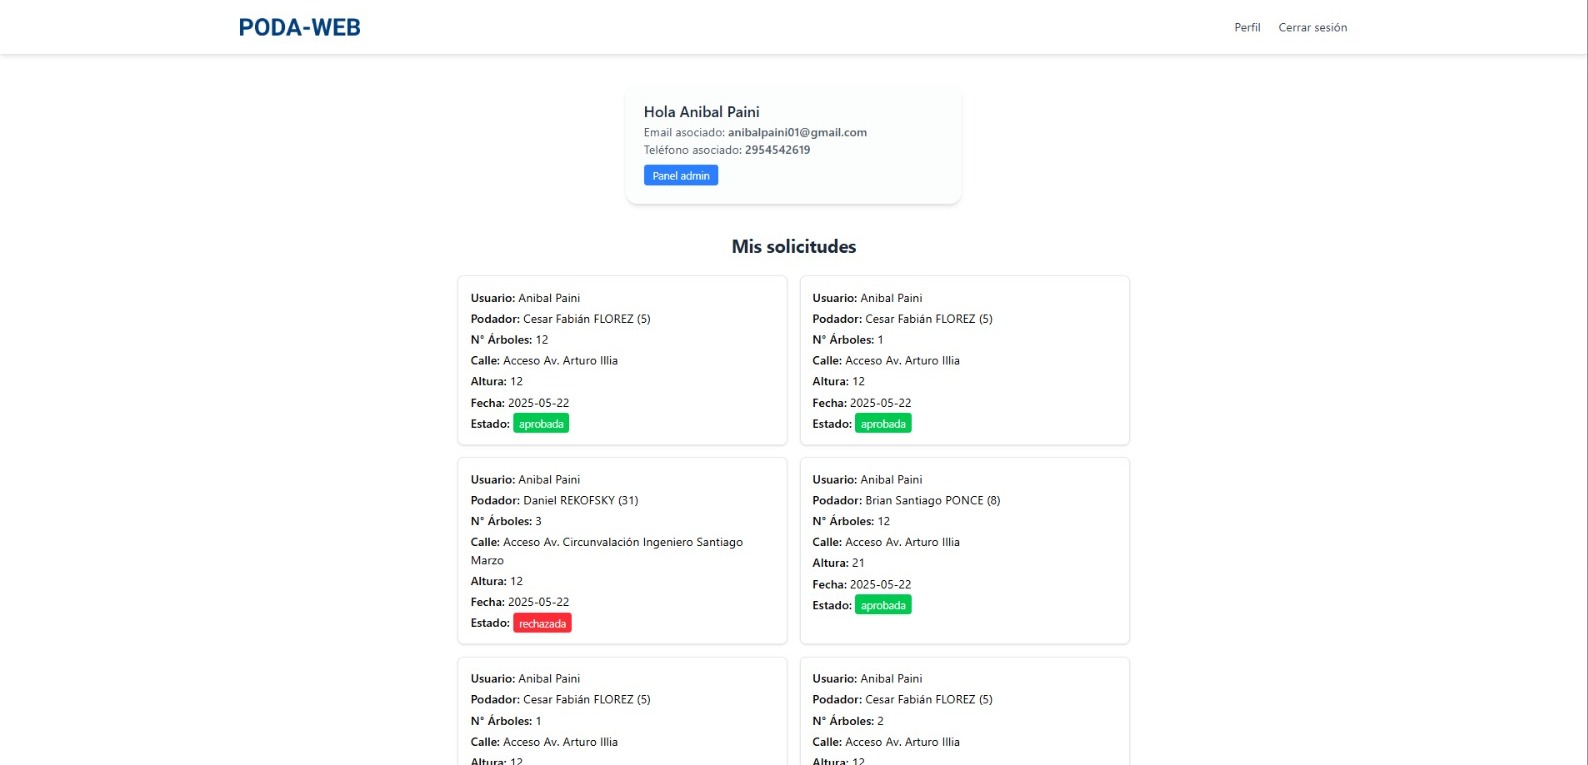 PODA-WEB
Perfil
Cerrar sesión
Hola Anibal Paini
Email asociado: anibalpaini01@gmail.com
Teléfono asociado: 2954542619
Panel admin
Mis solicitudes
Usuario: Anibal Paini
Podador: Cesar Fabián FLOREZ (5)
N° Árboles: 12
Calle: Acceso Av. Arturo Illia
Altura: 12
Fecha: 2025-05-22
Estado: aprobada
Usuario: Anibal Paini
Podador: Cesar Fabián FLOREZ (5)
N° Árboles: 1
Calle: Acceso Av. Arturo Illia
Altura: 12
Fecha: 2025-05-22
Estado: aprobada
Usuario: Anibal Paini
Podador: Daniel REKOFSKY (31)
N° Árboles: 3
Calle: Acceso Av. Circunvalación Ingeniero Santiago
Marzo
Altura: 12
Fecha: 2025-05-22
Estado: rechazada
Usuario: Anibal Paini
Podador: Brian Santiago PONCE (8)
N° Árboles: 12
Calle: Acceso Av. Arturo Illia
Altura: 21
Fecha: 2025-05-22
Estado: aprobada
Usuario: Anibal Paini
Podador: Cesar Fabián FLOREZ (5)
N° Árboles: 1
Calle: Acceso Av. Arturo Illia
Altura: 12
Usuario: Anibal Paini
Podador: Cesar Fabián FLOREZ (5)
N° Árboles: 2
Calle: Acceso Av. Arturo Illia
Altura: 12